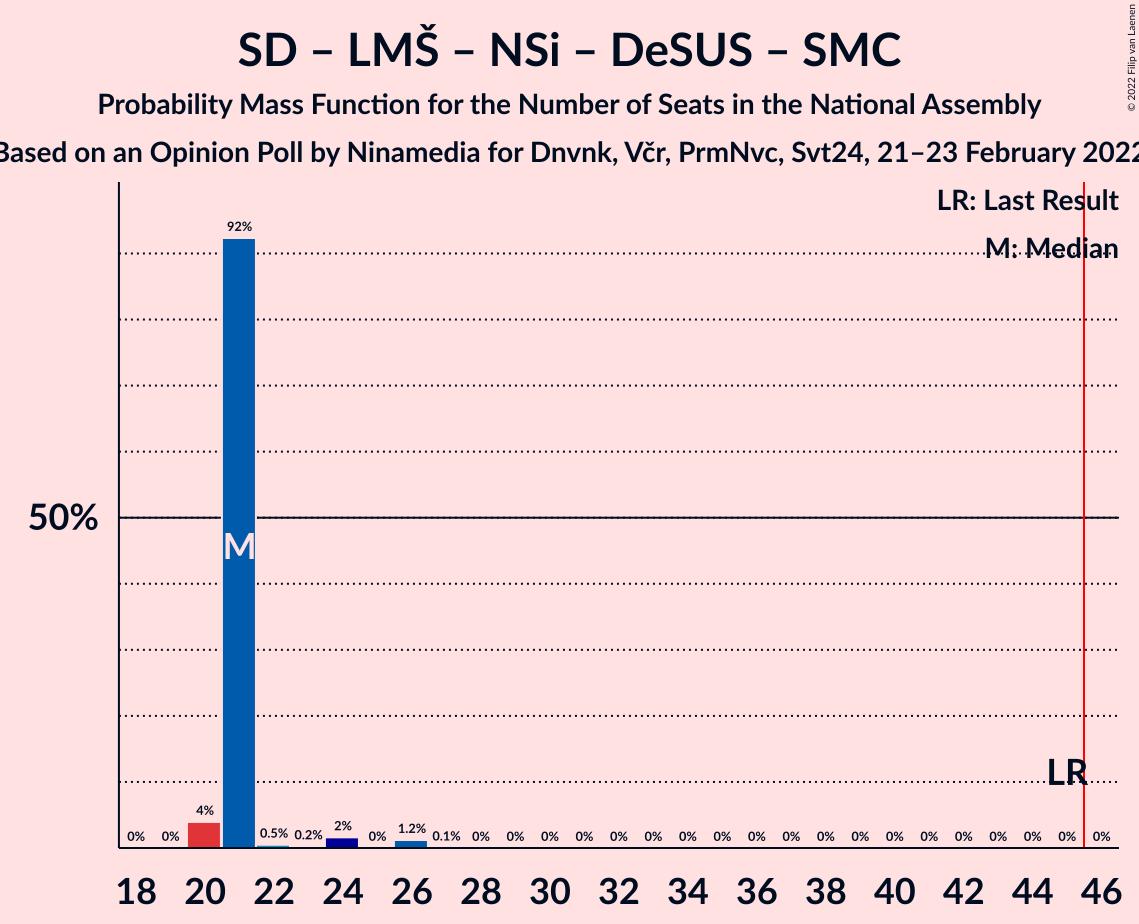 SD – LMŠ – NSi – DeSUS – SMC
Probability Mass Function for the Number of Seats in the National Assembly
Based on an Opinion Poll by Ninamedia for Dnvnk, Včr, PrmNvc, Svt24, 21–23 February 2022
© 2022 Filip van Laenen
LR: Last Result
M: Median
92%
50%
M
LR
0% 0% 4% 0.5% 0.2% 2% 0% 1.2% 0.1% 0% 0% 0% 0% 0% 0% 0% 0% 0% 0% 0% 0% 0% 0% 0% 0% 0% 0% 0%
18 20 22 24 26 28 30 32 34 36 38 40 42 44 46